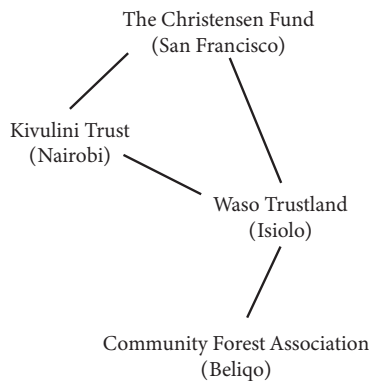 The Christensen Fund
(San Francisco)
Kivulini Trust
(Nairobi)
Waso Trustland
(Isiolo)
Community Forest Association
(Beliqo)